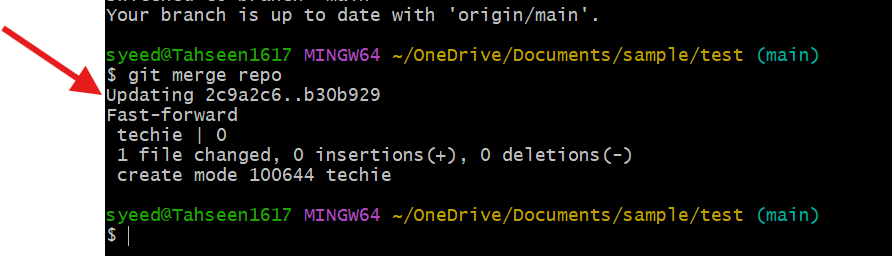 Your branch is up to date with 'origin/main'.
syeed@Tahseen1617 MINGW64 ~/OneDrive/Documents/sample/test (main)
$ git merge repo
Updating 2c9a2c6..b30b929
Fast-forward
techie | 0
1 file changed, 0 insertions(+), 0 deletions(-)
create mode 100644 techie
syeed@Tahseen1617 MINGW64 ~/OneDrive/Documents/sample/test (main)
$